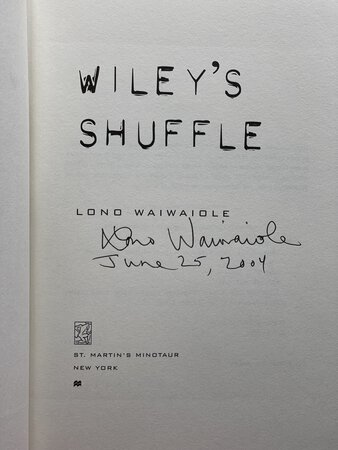 WILEY'S
SHUFFLE
LONO WAIWAIOLE
Lono Waiwaiole
June 25, 2004
ST. MARTIN'S MINOTAUR
NEW YORK